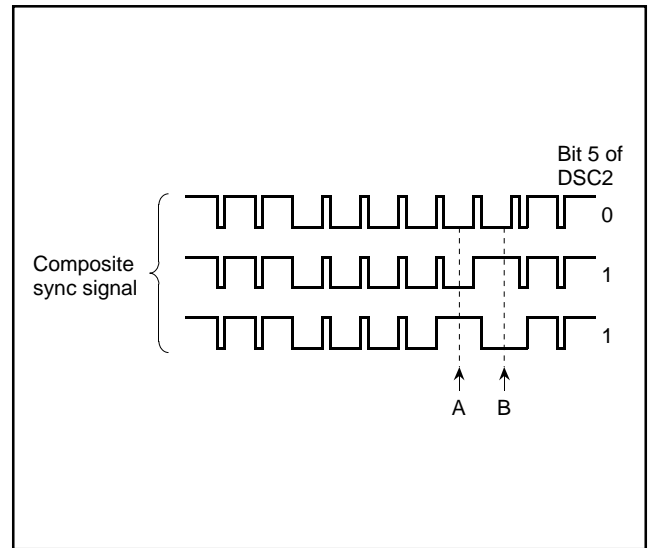 Bit 5 of
DSC2
0
Composite
sync signal
1
1
A B